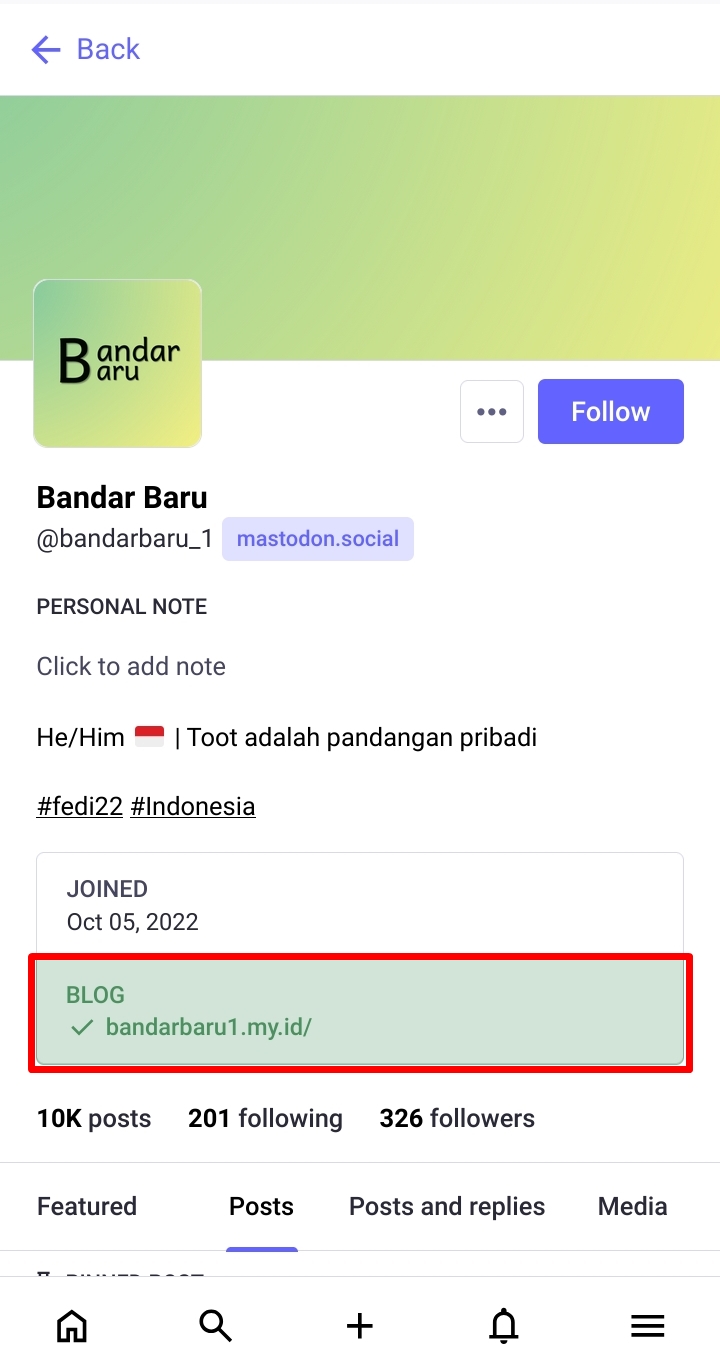 Back
Bandar
Baru
Follow
Bandar Baru
@bandarbaru_1 mastodon.social
PERSONAL NOTE
Click to add note
He/Him 🇮🇩 | Toot adalah pandangan pribadi
#fedi22 #Indonesia
JOINED
Oct 05, 2022
BLOG
✓ bandarbaru1.my.id/
10K posts 201 following 326 followers
Featured Posts Posts and replies Media